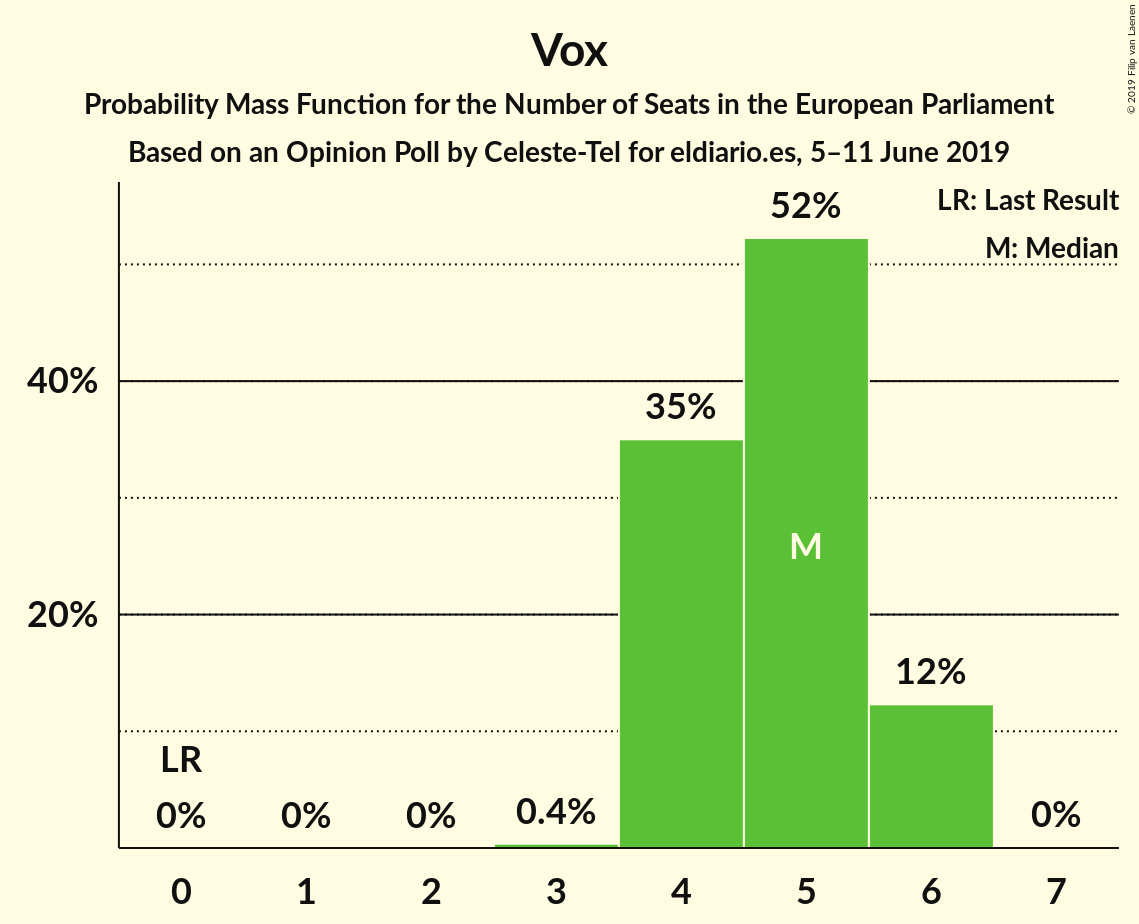 Vox
Probability Mass Function for the Number of Seats in the European Parliament
Based on an Opinion Poll by Celeste-Tel for eldiario.es, 5–11 June 2019
© 2019 Filip van Laenen
LR: Last Result
M: Median
52%
40%
35%
M
20%
12%
LR
0% 0% 0% 0.4% 0%
0 1 2 3 4 5 6 7